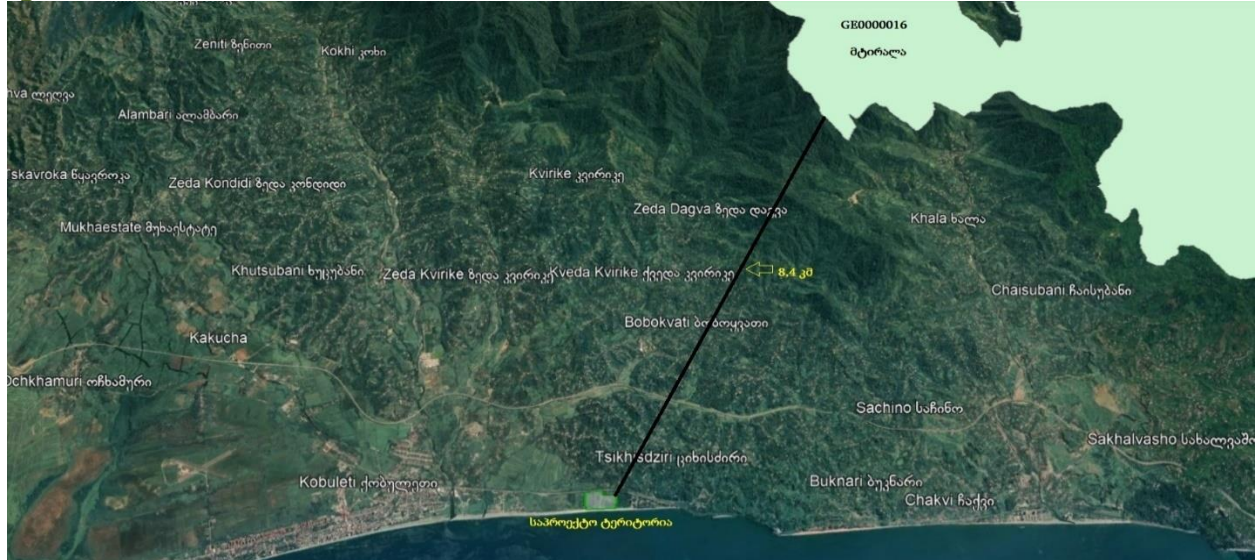 GE0000016
მტირალა
Zeniti ზენითი
Kokhi კოხი
hva ლეღვა
Alambari ალამბარი
Tskavroka წყავროკა
Zeda Kondidi ზედა კონდიდი
Kvirike კვირიკე
Zeda Dagva ზედა დაგვა
Khala ხალა
Mukhaestate მუხაესტატე
Khutsubani ხუცუბანი
Zeda Kvirike ზედა კვირიკე
Kveda Kvirike ქვედა კვირიკე
8,4 კმ
Chaisubani ჩაისუბანი
Bobokvati ბობოყვათი
Kakucha
Ochkhamuri ოჩხამური
Sachino საჩინო
Sakhalvasho სახალვაშო
Tsikhisdziri ციხისძირი
Kobuleti ქობულეთი
Buknari ბუკნარი
Chakvi ჩაქვი
საპროექტო ტერიტორია